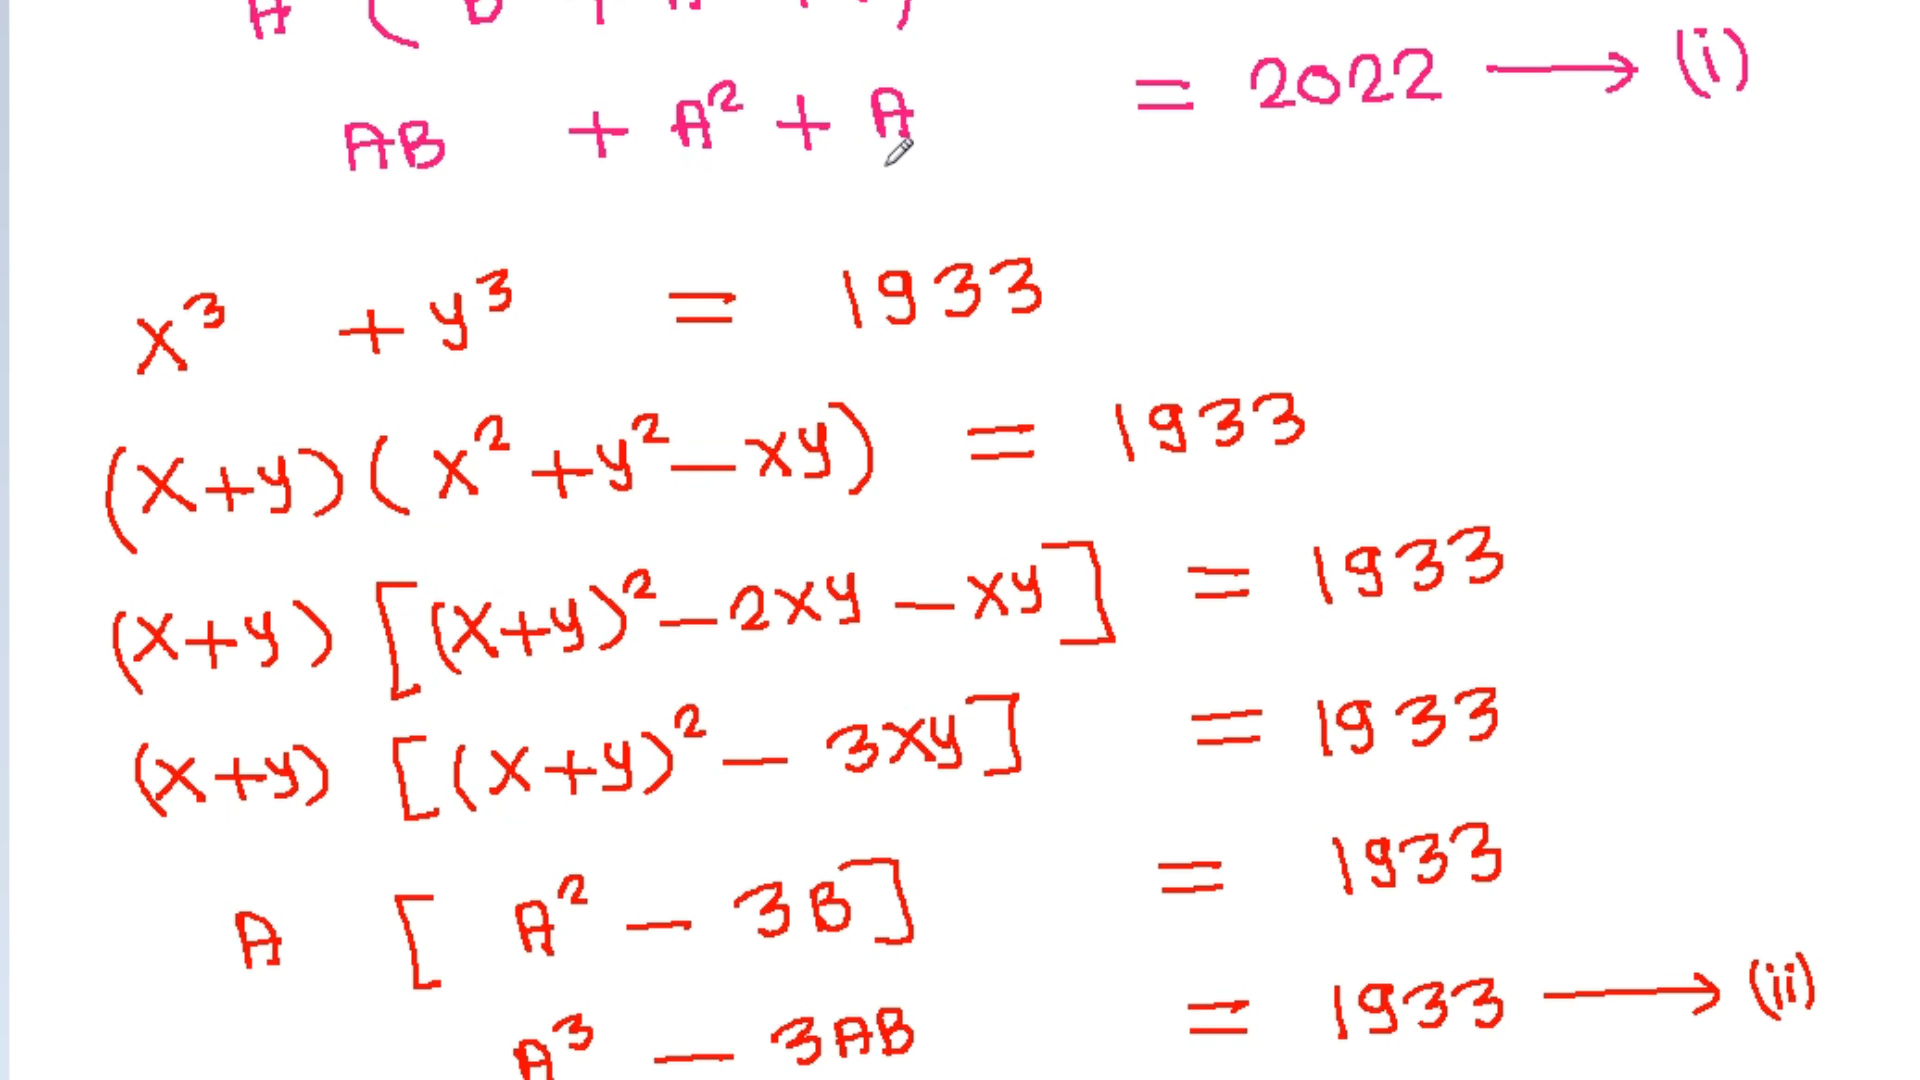 AB + A² + A = 2022 ⟶ (i)
x³ + y³ = 1933
(x+y)(x²+y²−xy) = 1933
(x+y)[(x+y)²−2xy−xy] = 1933
(x+y)[(x+y)²−3xy] = 1933
A[A²−3B] = 1933
A³−3AB = 1933 ⟶ (ii)